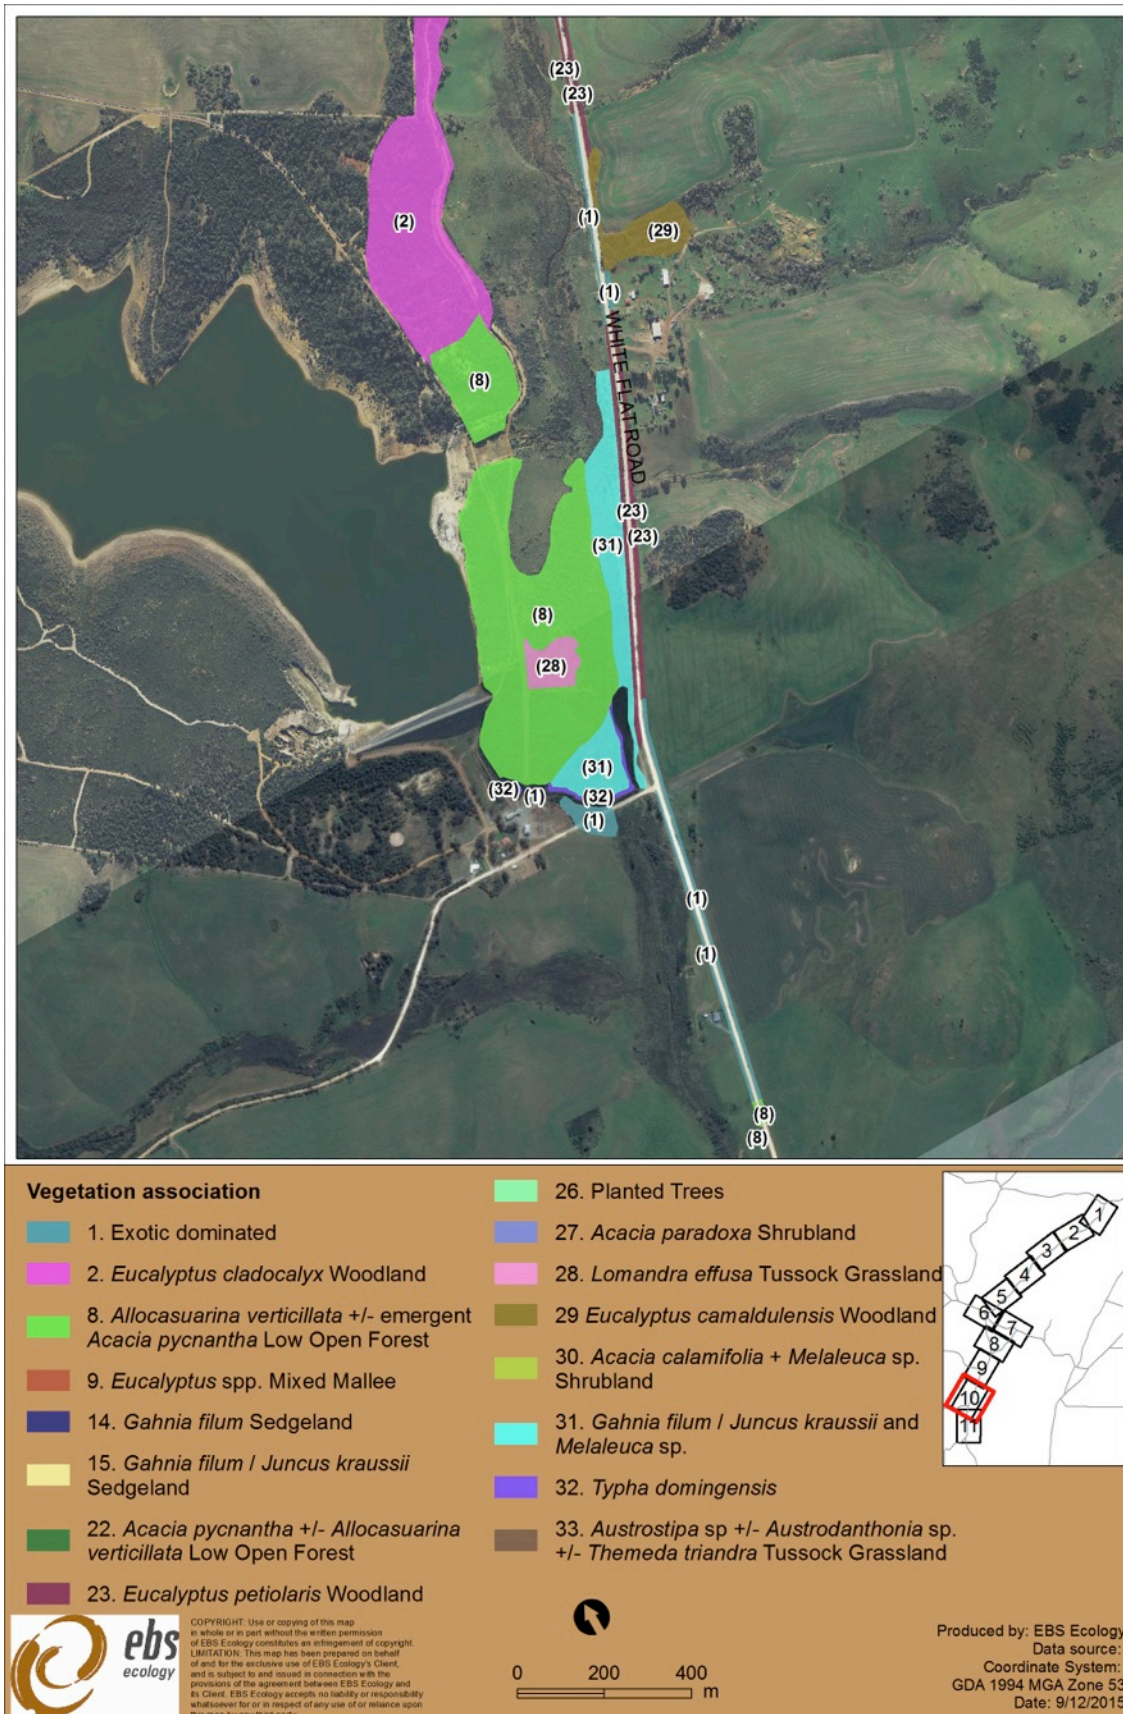 (23)
(23)
(2)
(1)
(29)
(1)
WHITE FLAT ROAD
(8)
(23)
(23)
(31)
(8)
(28)
(31)
(32)
(1)
(32)
(1)
(1)
(1)
(8)
(8)
Vegetation association
1. Exotic dominated
2. Eucalyptus cladocalyx Woodland
8. Allocasuarina verticillata +/- emergent
Acacia pycnantha Low Open Forest
9. Eucalyptus spp. Mixed Mallee
14. Gahnia filum Sedgeland
15. Gahnia filum / Juncus kraussii
Sedgeland
22. Acacia pycnantha +/- Allocasuarina
verticillata Low Open Forest
23. Eucalyptus petiolaris Woodland
26. Planted Trees
27. Acacia paradoxa Shrubland
28. Lomandra effusa Tussock Grassland
29 Eucalyptus camaldulensis Woodland
30. Acacia calamifolia + Melaleuca sp.
Shrubland
31. Gahnia filum / Juncus kraussii and
Melaleuca sp.
32. Typha domingensis
33. Austrostipa sp +/- Austrodanthonia sp.
+/- Themeda triandra Tussock Grassland
1
2
3
4
5
6
7
8
9
10
11
ebs
ecology
COPYRIGHT: Use or copying of this map
in whole or in part without the written permission
of EBS Ecology constitutes an infringement of copyright.
LIMITATION: This map has been prepared on behalf
of and for the exclusive use of EBS Ecology's Client,
and is subject to and issued in connection with the
provisions of the agreement between EBS Ecology and
its Client. EBS Ecology accepts no liability or responsibility
whatsoever for or in respect of any use of or reliance upon
this map by any third party.
0 200 400
m
Produced by: EBS Ecology
Data source:
Coordinate System:
GDA 1994 MGA Zone 53
Date: 9/12/2015